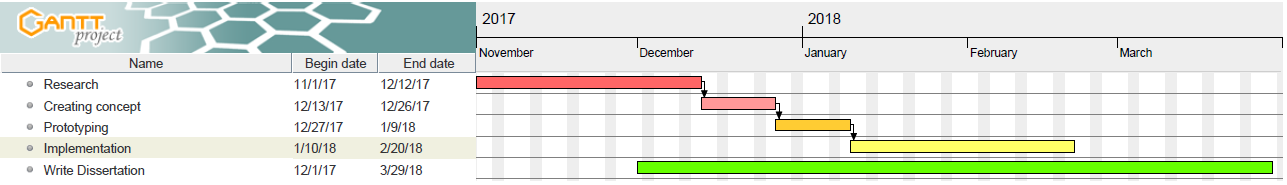 GANTT
project
2017
2018
November December January February March
Name Begin date End date
Research 11/1/17 12/12/17
Creating concept 12/13/17 12/26/17
Prototyping 12/27/17 1/9/18
Implementation 1/10/18 2/20/18
Write Dissertation 12/1/17 3/29/18